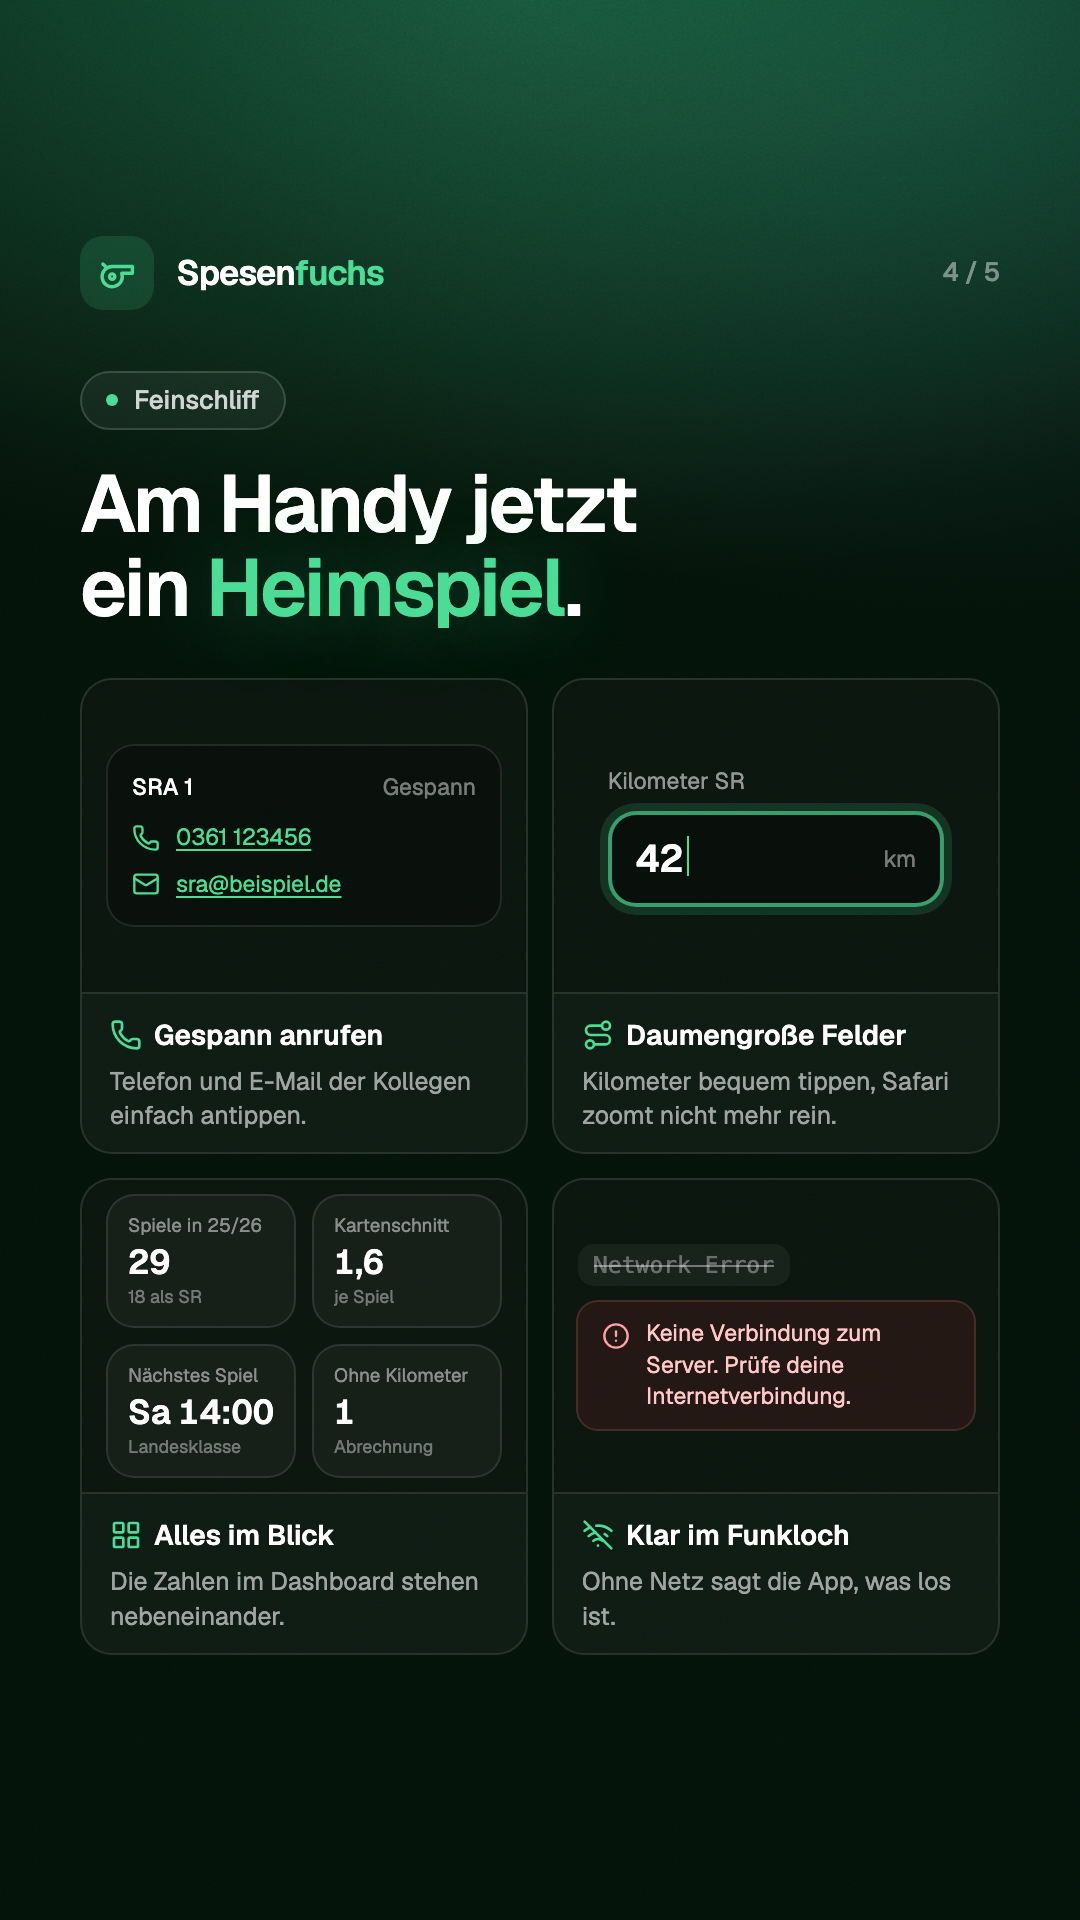 Spesenfuchs
4 / 5
Feinschliff
Am Handy jetzt
ein Heimspiel.
SRA 1
Gespann
0361 123456
sra@beispiel.de
Gespann anrufen
Telefon und E-Mail der Kollegen
einfach antippen.
Kilometer SR
42
km
Daumengroße Felder
Kilometer bequem tippen, Safari
zoomt nicht mehr rein.
Spiele in 25/26
29
18 als SR
Kartenschnitt
1,6
je Spiel
Nächstes Spiel
Sa 14:00
Landesklasse
Ohne Kilometer
1
Abrechnung
Alles im Blick
Die Zahlen im Dashboard stehen
nebeneinander.
Network Error
Keine Verbindung zum
Server. Prüfe deine
Internetverbindung.
Klar im Funkloch
Ohne Netz sagt die App, was los
ist.